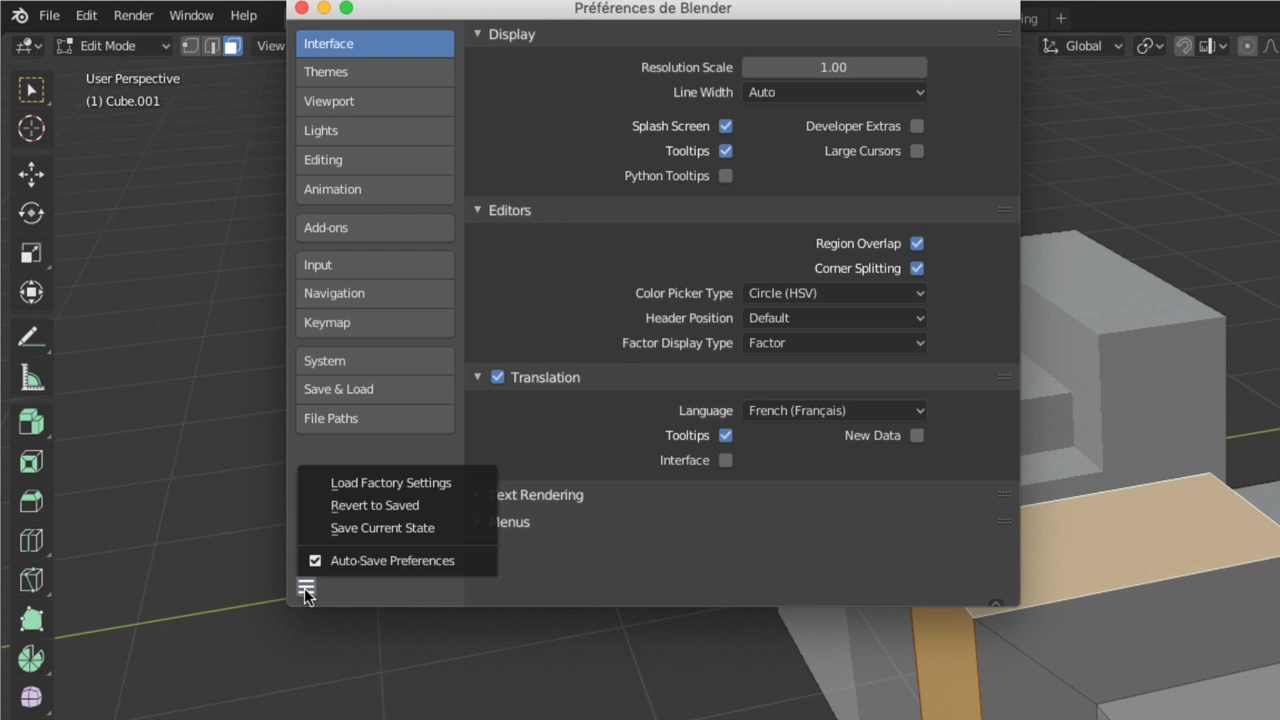 File Edit Render Window Help
Préférences de Blender
ing
Edit Mode
View
Global
User Perspective
(1) Cube.001
Interface
Themes
Viewport
Lights
Editing
Animation
Add-ons
Input
Navigation
Keymap
System
Save & Load
File Paths
Display
Resolution Scale 1.00
Line Width Auto
Splash Screen Developer Extras
Tooltips Large Cursors
Python Tooltips
Editors
Region Overlap
Corner Splitting
Color Picker Type Circle (HSV)
Header Position Default
Factor Display Type Factor
Translation
Language French (Français)
Tooltips New Data
Interface
Text Rendering
Menus
Load Factory Settings
Revert to Saved
Save Current State
Auto-Save Preferences